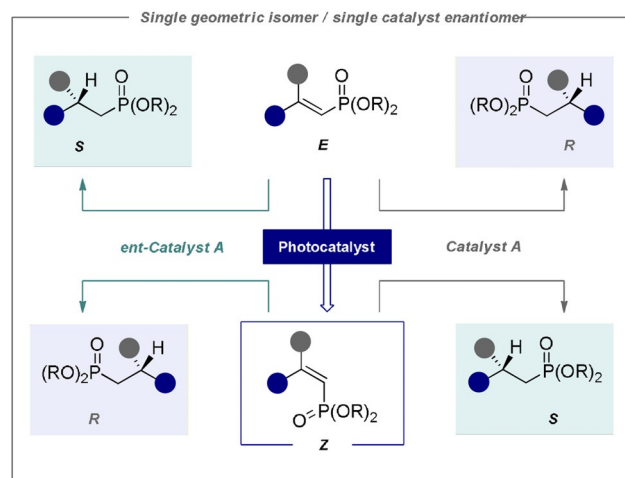 Single geometric isomer / single catalyst enantiomer
H O
P(OR)₂
S
O
P(OR)₂
E
O H
(RO)₂P
R
ent-Catalyst A
Photocatalyst
Catalyst A
O H
(RO)₂P
R
O=P(OR)₂
Z
H O
P(OR)₂
S